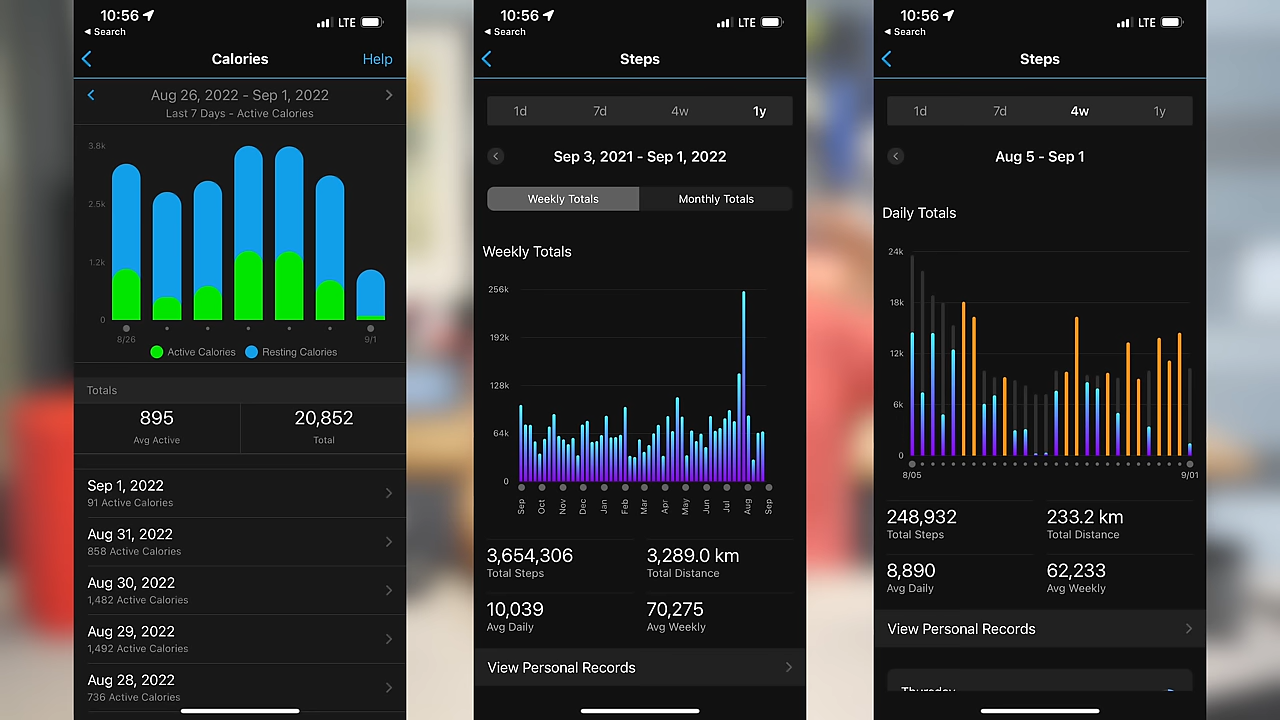 10:56
LTE
◄ Search
Calories
Help
Aug 26, 2022 - Sep 1, 2022
Last 7 Days - Active Calories
3.8k
2.5k
1.2k
0
8/26
9/1
Active Calories
Resting Calories
Totals
895
Avg Active
20,852
Total
Sep 1, 2022
91 Active Calories
Aug 31, 2022
858 Active Calories
Aug 30, 2022
1,482 Active Calories
Aug 29, 2022
1,492 Active Calories
Aug 28, 2022
736 Active Calories
10:56
LTE
◄ Search
Steps
1d 7d 4w 1y
Sep 3, 2021 - Sep 1, 2022
Weekly Totals
Monthly Totals
Weekly Totals
256k
192k
128k
64k
0
Sep Oct Nov Dec Jan Feb Mar Apr May Jun Jul Aug Sep
3,654,306
Total Steps
3,289.0 km
Total Distance
10,039
Avg Daily
70,275
Avg Weekly
View Personal Records
10:56
LTE
◄ Search
Steps
1d 7d 4w 1y
Aug 5 - Sep 1
Daily Totals
24k
18k
12k
6k
0
8/05
9/01
248,932
Total Steps
233.2 km
Total Distance
8,890
Avg Daily
62,233
Avg Weekly
View Personal Records
Thursday